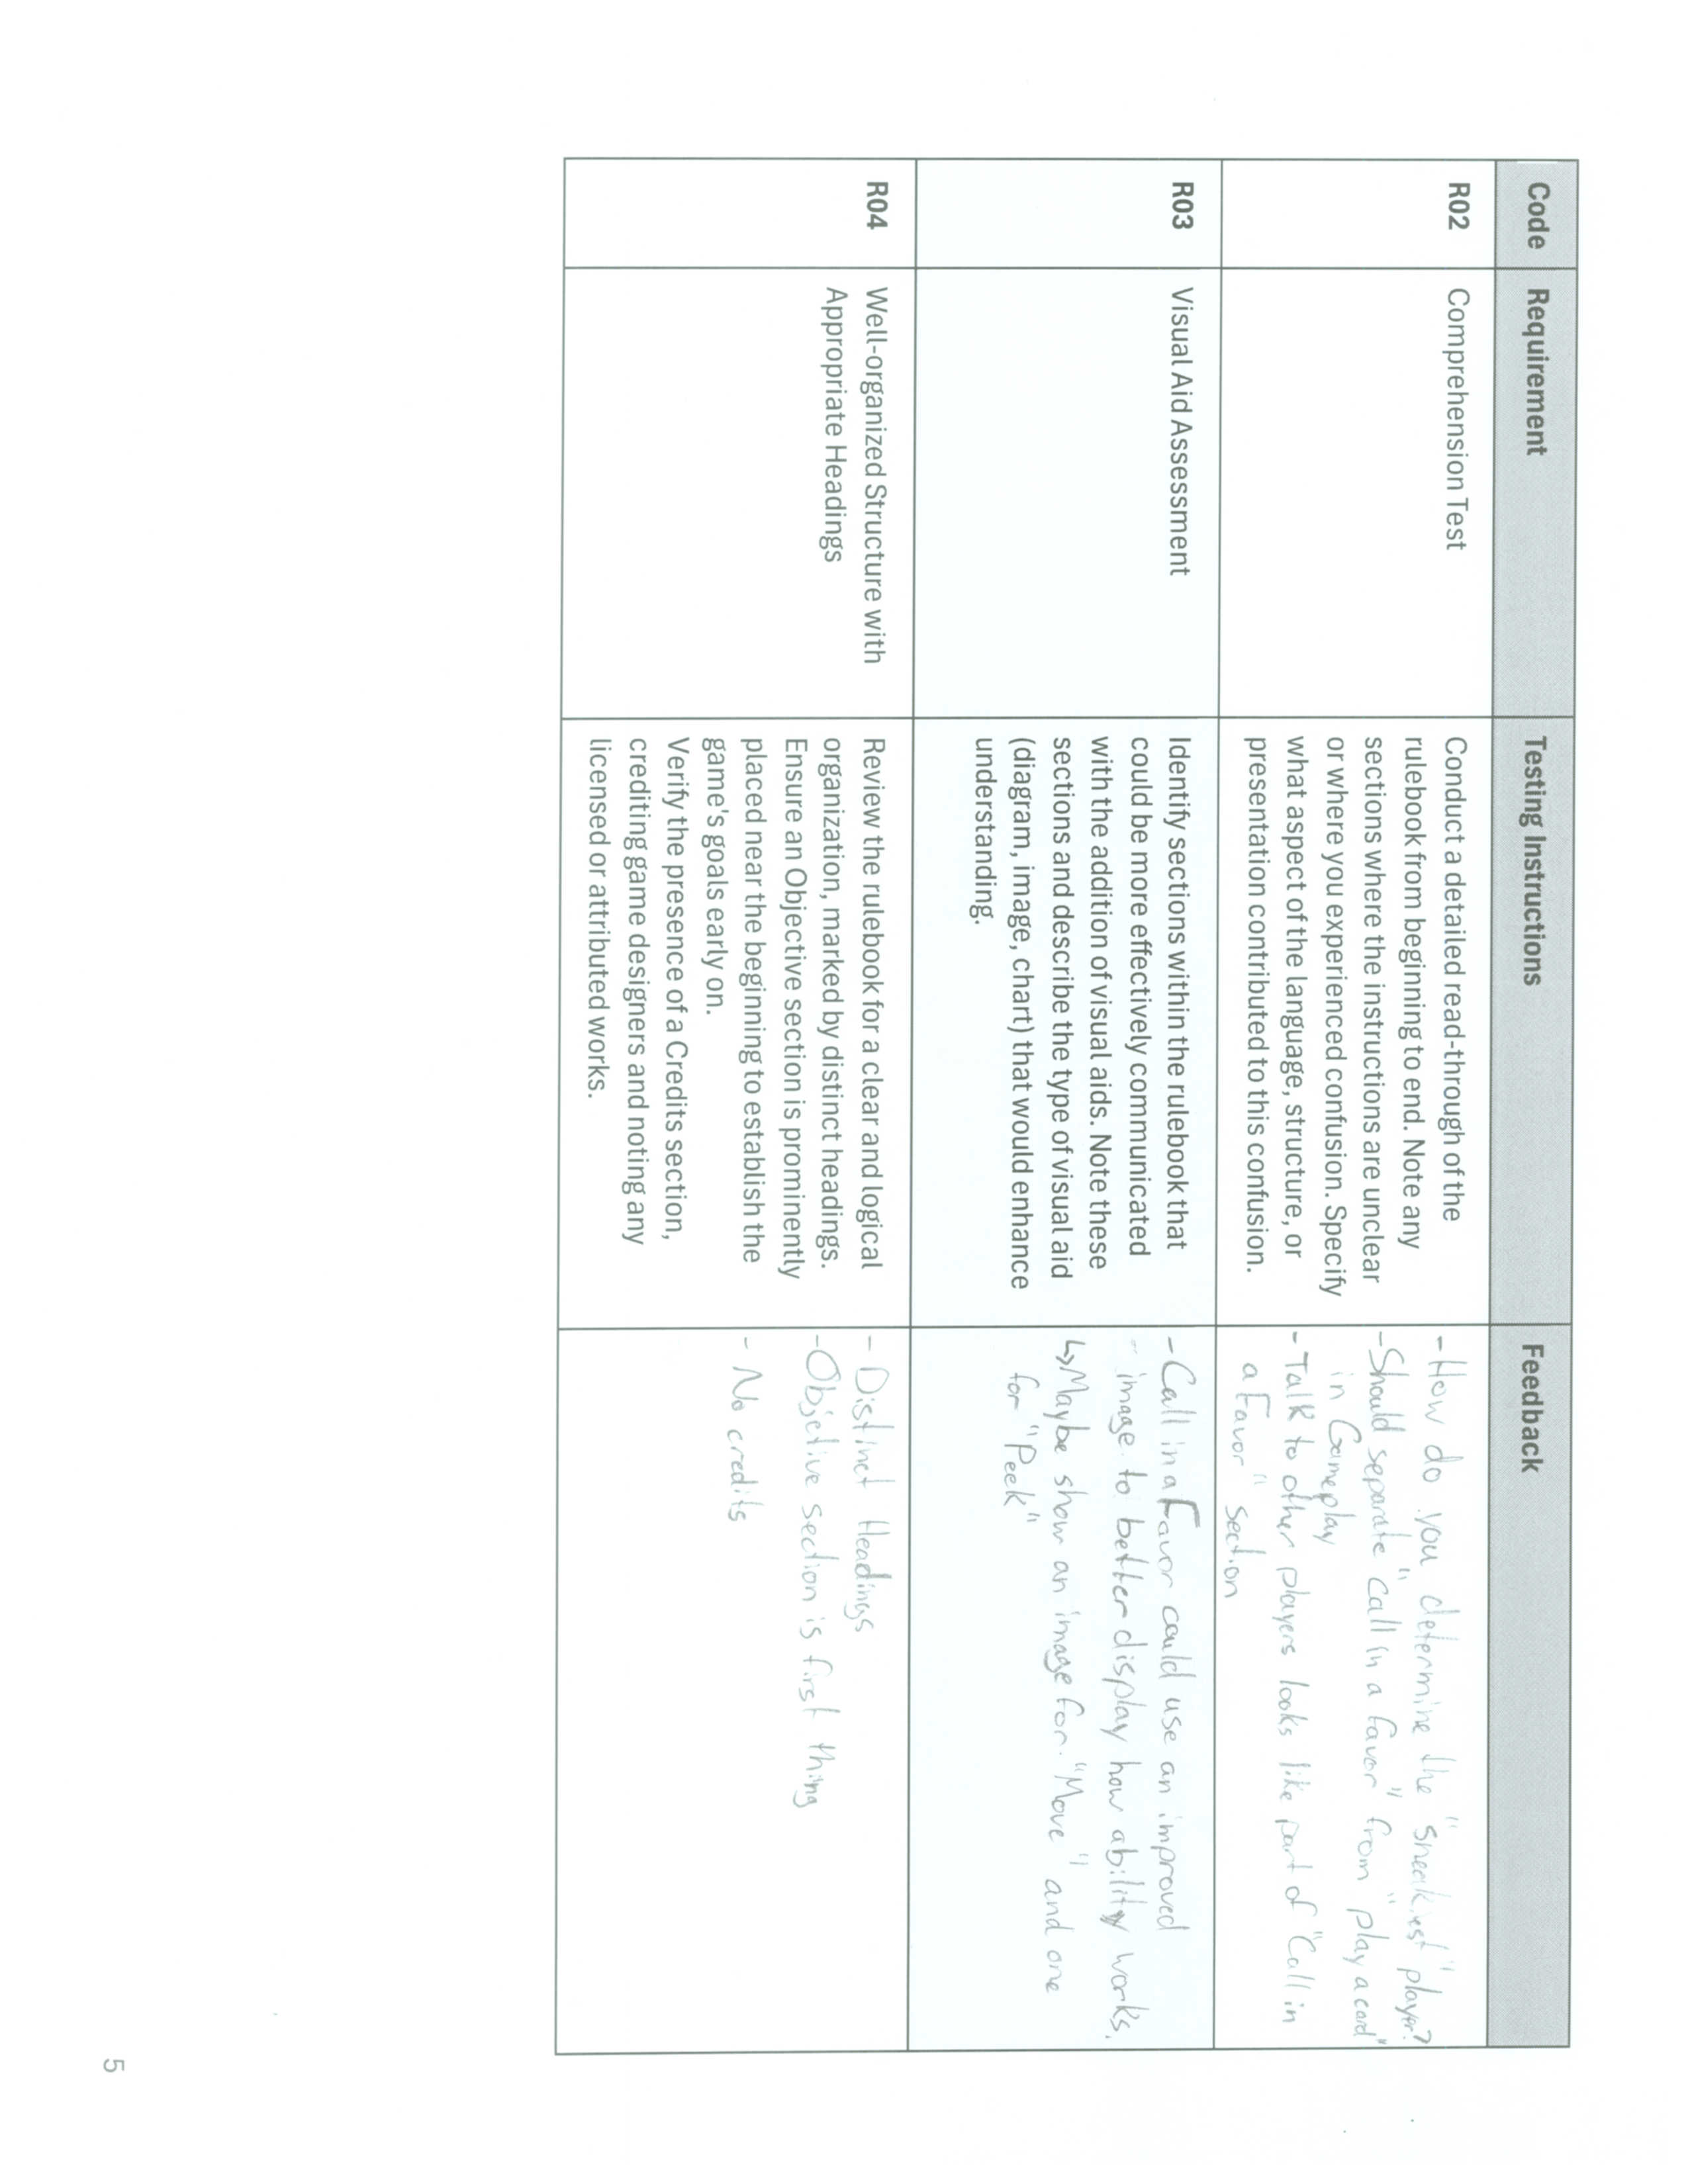 Code Requirement Testing Instructions Feedback
R02 Comprehension Test
Conduct a detailed read-through of the
rulebook from beginning to end. Note any
sections where the instructions are unclear
or where you experienced confusion. Specify
what aspect of the language, structure, or
presentation contributed to this confusion.
- How do you determine the "sneakiest" player?
- Should separate "call in a favor" from "play a card"
in Gameplay
- Talk to other players looks like part of "Call in
a Favor" section
R03 Visual Aid Assessment
Identify sections within the rulebook that
could be more effectively communicated
with the addition of visual aids. Note these
sections and describe the type of visual aid
(diagram, image, chart) that would enhance
understanding.
- Call in a Favor could use an improved
- image to better display how ability works.
↳> Maybe show an image for "Move" and one
for "Peek"
R04 Well-organized Structure with
Appropriate Headings
Review the rulebook for a clear and logical
organization, marked by distinct headings.
Ensure an Objective section is prominently
placed near the beginning to establish the
game's goals early on.
Verify the presence of a Credits section,
crediting game designers and noting any
licensed or attributed works.
- Distinct Headings
- Objective section is first thing
- No credits
5